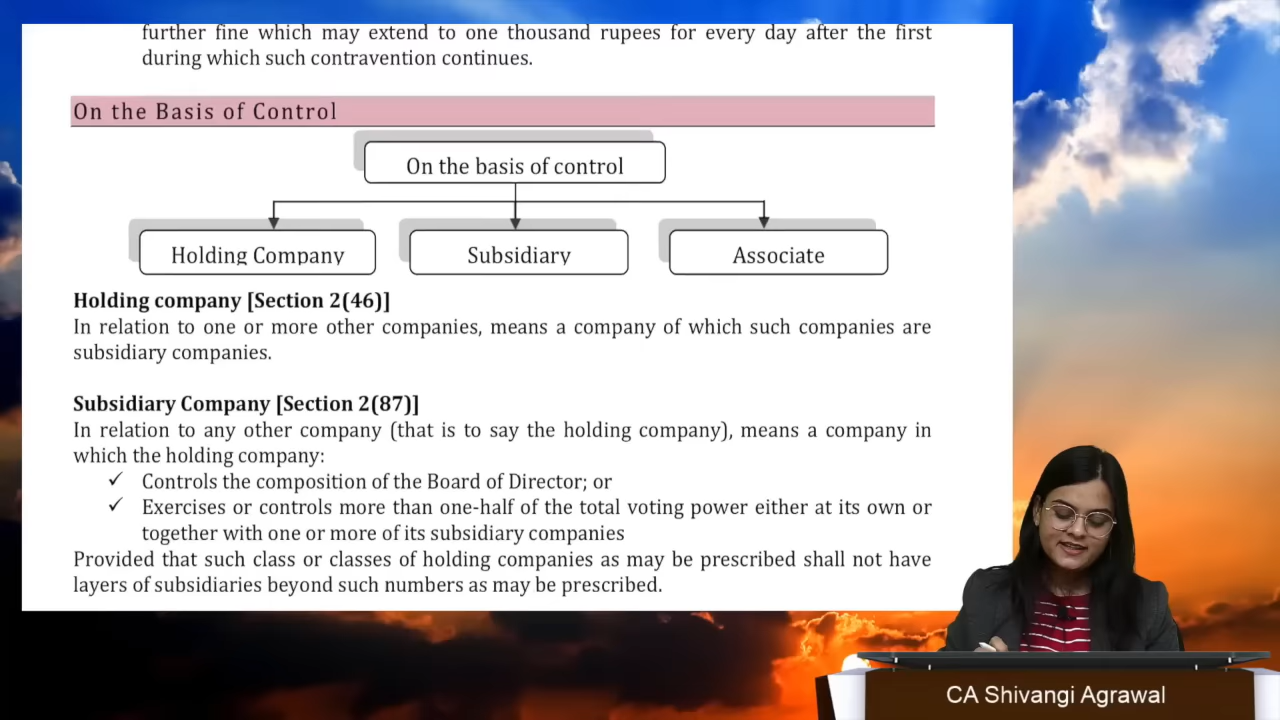 further fine which may extend to one thousand rupees for every day after the first
during which such contravention continues.
On the Basis of Control
On the basis of control
Holding Company
Subsidiary
Associate
Holding company [Section 2(46)]
In relation to one or more other companies, means a company of which such companies are
subsidiary companies.
Subsidiary Company [Section 2(87)]
In relation to any other company (that is to say the holding company), means a company in
which the holding company:
✓ Controls the composition of the Board of Director; or
✓ Exercises or controls more than one-half of the total voting power either at its own or
together with one or more of its subsidiary companies
Provided that such class or classes of holding companies as may be prescribed shall not have
layers of subsidiaries beyond such numbers as may be prescribed.
CA Shivangi Agrawal